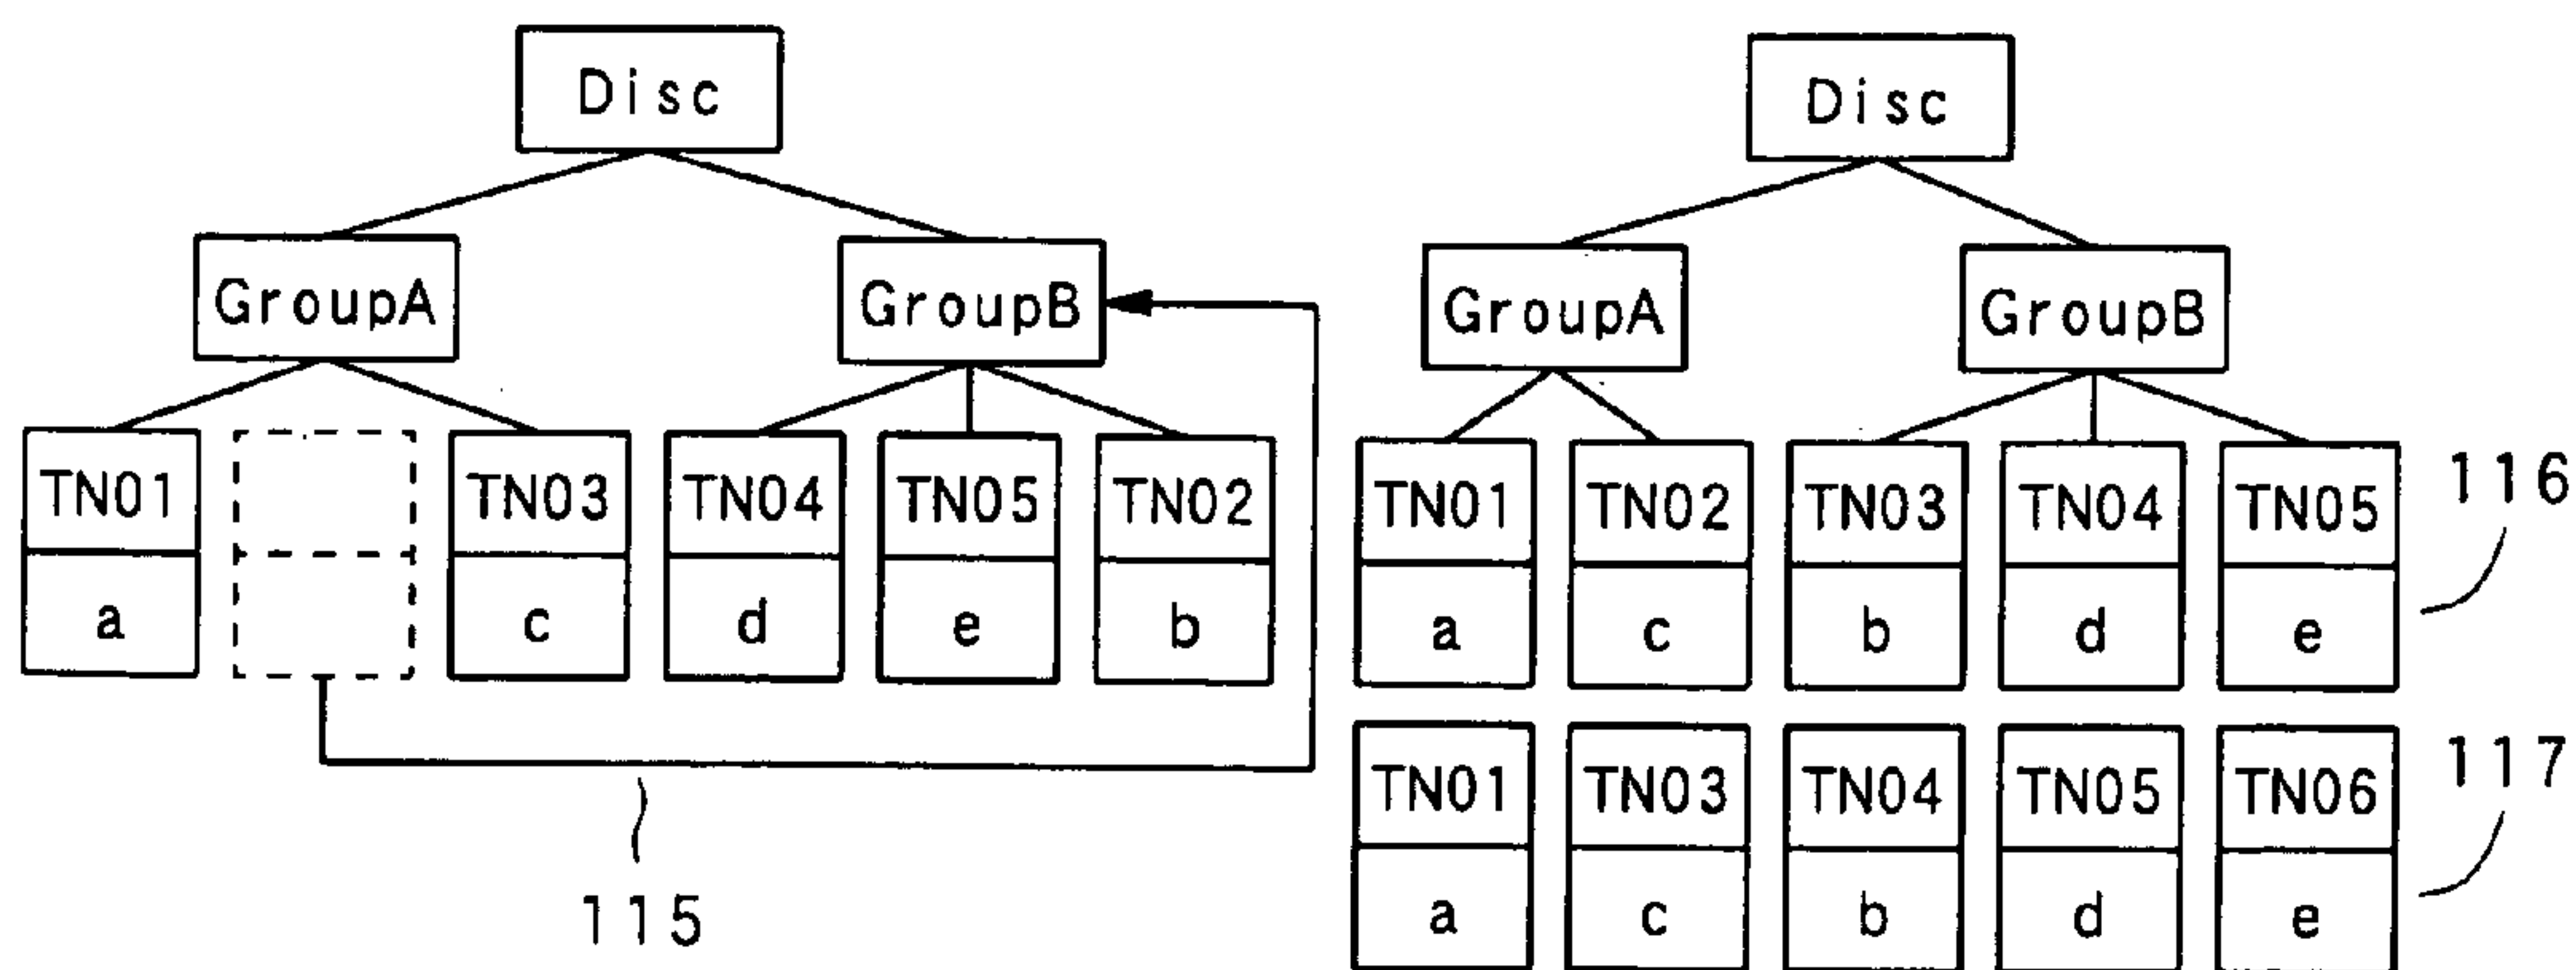 Disc
GroupA GroupB
TN01 TN03 TN04 TN05 TN02
a c d e b
115
Disc
GroupA GroupB
TN01 TN02 TN03 TN04 TN05 116
a c b d e
TN01 TN03 TN04 TN05 TN06 117
a c b d e